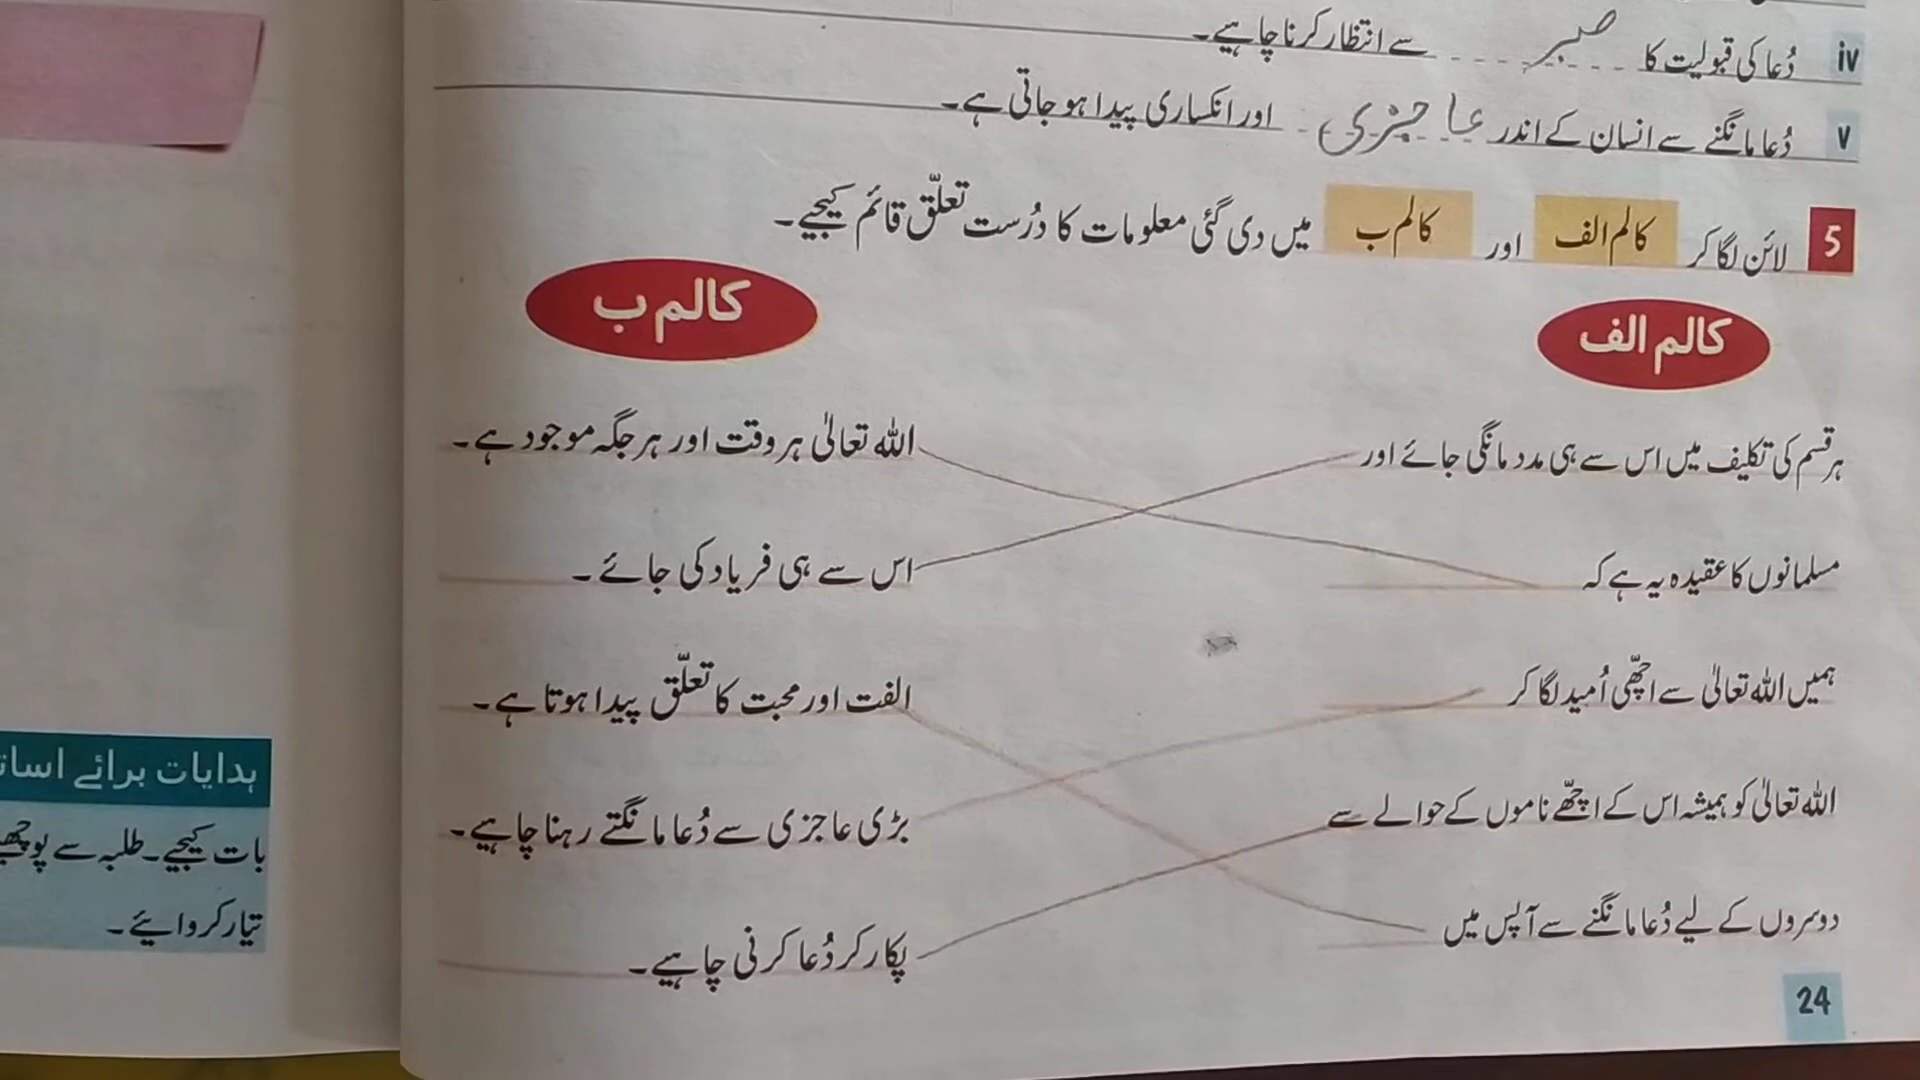 iv دُعا کی قبولیت کا صبر سے انتظار کرنا چاہیے۔
v دُعا مانگنے سے انسان کے اندر عاجزی اور انکساری پیدا ہو جاتی ہے۔
5 لائن لگا کر کالم الف اور کالم ب میں دی گئی معلومات کا دُرست تعلّق قائم کیجیے۔
کالم الف
کالم ب
ہر قسم کی تکلیف میں اس سے ہی مدد مانگی جائے اور
اللہ تعالیٰ ہر وقت اور ہر جگہ موجود ہے۔
مسلمانوں کا عقیدہ یہ ہے کہ
اس سے ہی فریاد کی جائے۔
ہمیں اللہ تعالیٰ سے اچھّی اُمید لگا کر
الفت اور محبت کا تعلّق پیدا ہوتا ہے۔
اللہ تعالیٰ کو ہمیشہ اس کے اچھّے ناموں کے حوالے سے
بڑی عاجزی سے دُعا مانگتے رہنا چاہیے۔
دوسروں کے لیے دُعا مانگنے سے آپس میں
پکار کر دُعا کرنی چاہیے۔
24
ہدایات برائے
بات کیجیے۔ طلبہ سے
تیّار کروایئے۔